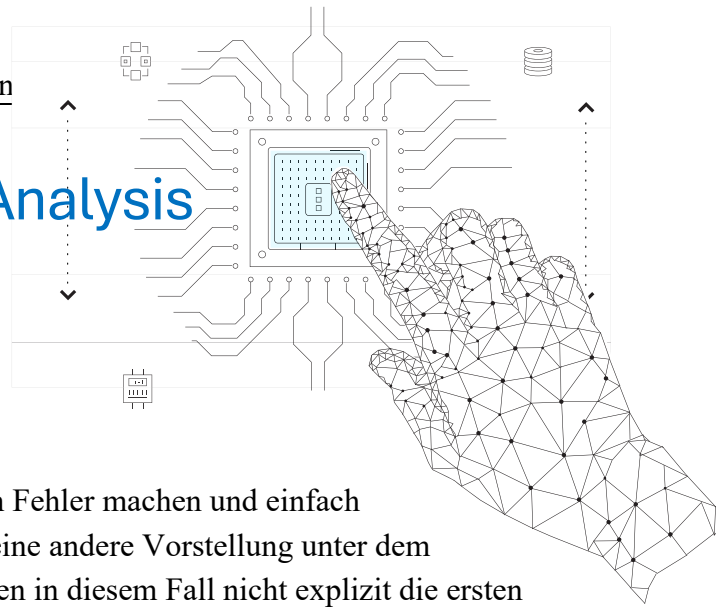 n
Analysis
n Fehler machen und einfach
eine andere Vorstellung unter dem
en in diesem Fall nicht explizit die ersten